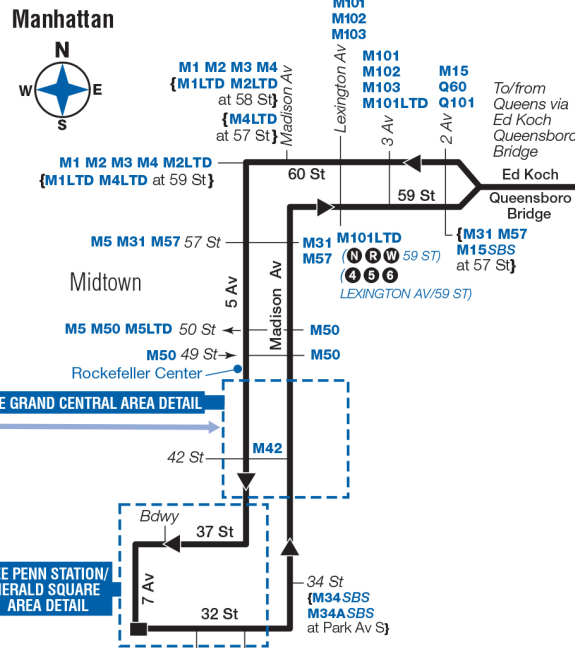 Manhattan
N
W
E
S
M101
M102
M103
Lexington Av
M1 M2 M3 M4
{M1LTD M2LTD
at 58 St}
{M4LTD
at 57 St}
Madison Av
M101
M102
M103
M101LTD
3 Av
M15
Q60
Q101
2 Av
To/from
Queens via
Ed Koch
Queensboro
Bridge
M1 M2 M3 M4 M2LTD
{M1LTD M4LTD at 59 St}
60 St
59 St
Ed Koch
Queensboro
Bridge
M5 M31 M57 57 St
M31
M57
M101LTD
(N R W 59 ST)
(4 5 6
LEXINGTON AV/59 ST)
{M31 M57
M15SBS
at 57 St}
Midtown
5 Av
Madison Av
M5 M50 M5LTD 50 St
M50
M50 49 St
M50
Rockefeller Center
E GRAND CENTRAL AREA DETAIL
M42
42 St
Bdwy
37 St
7 Av
E PENN STATION/
ERALD SQUARE
AREA DETAIL
32 St
34 St
{M34SBS
M34ASBS
at Park Av S}